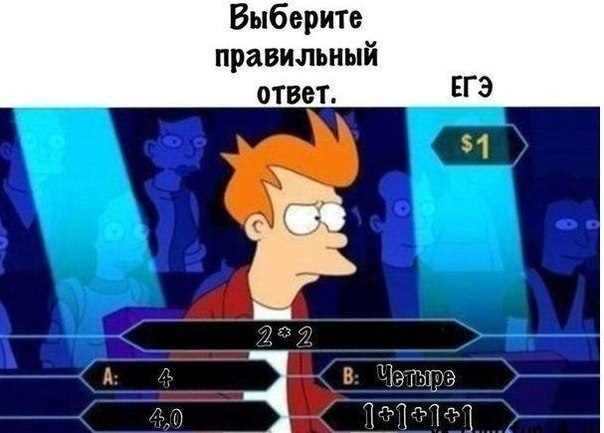 Выберите
правильный
ответ.
ЕГЭ
$1
2 * 2
A: 4
B: Четыре
4,0
1+1+1+1